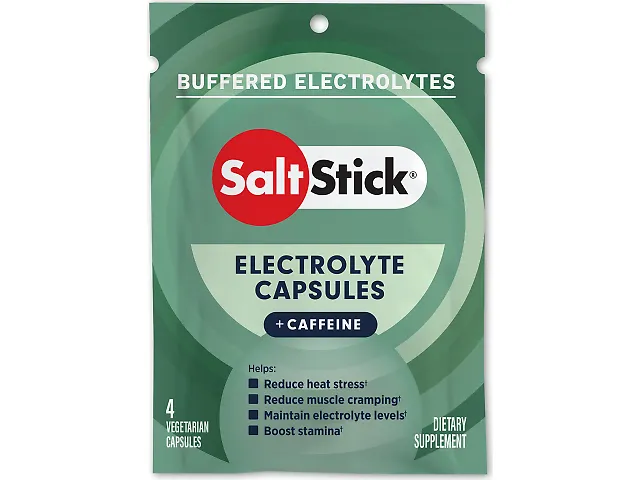 BUFFERED ELECTROLYTES
SaltStick®
ELECTROLYTE
CAPSULES
+ CAFFEINE
Helps:
Reduce heat stress†
Reduce muscle cramping†
Maintain electrolyte levels†
Boost stamina†
4
VEGETARIAN
CAPSULES
DIETARY
SUPPLEMENT